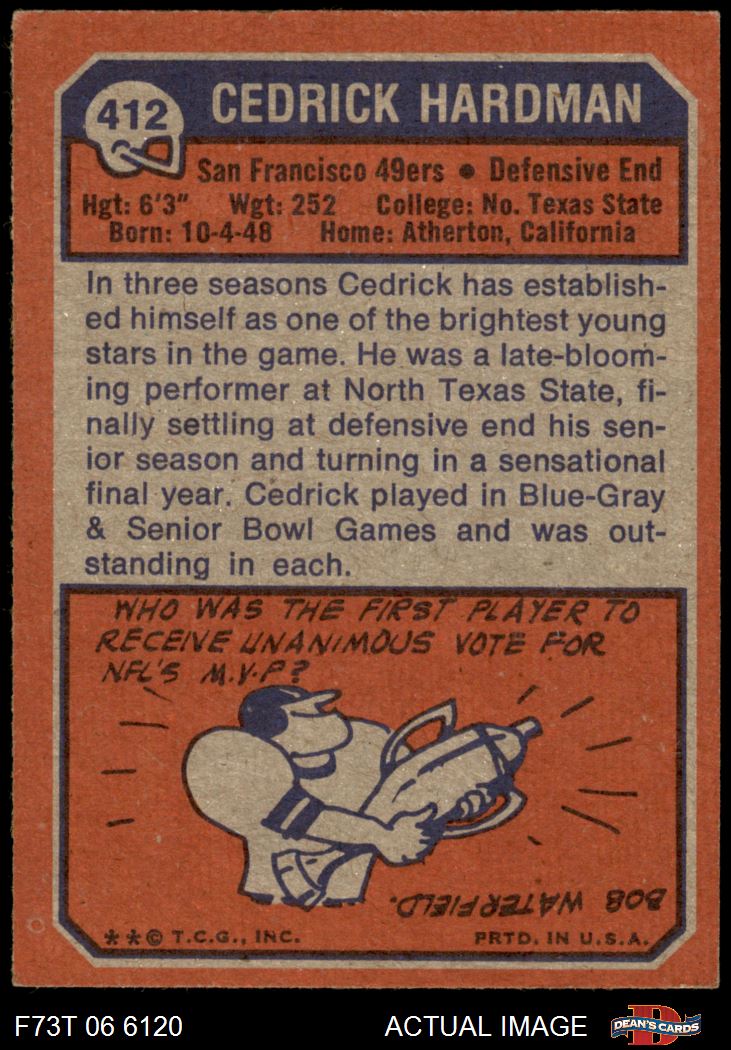 412
CEDRICK HARDMAN
San Francisco 49ers • Defensive End
Hgt: 6'3" Wgt: 252 College: No. Texas State
Born: 10-4-48 Home: Atherton, California
In three seasons Cedrick has establish-
ed himself as one of the brightest young
stars in the game. He was a late-bloom-
ing performer at North Texas State, fi-
nally settling at defensive end his sen-
ior season and turning in a sensational
final year. Cedrick played in Blue-Gray
& Senior Bowl Games and was out-
standing in each.
WHO WAS THE FIRST PLAYER TO
RECEIVE UNANIMOUS VOTE FOR
NFL'S M.V.P?
BOB WATERFIELD.
**© T.C.G., INC. PRTD. IN U.S.A.
F73T 06 6120 ACTUAL IMAGE
D
DEAN'S CARDS